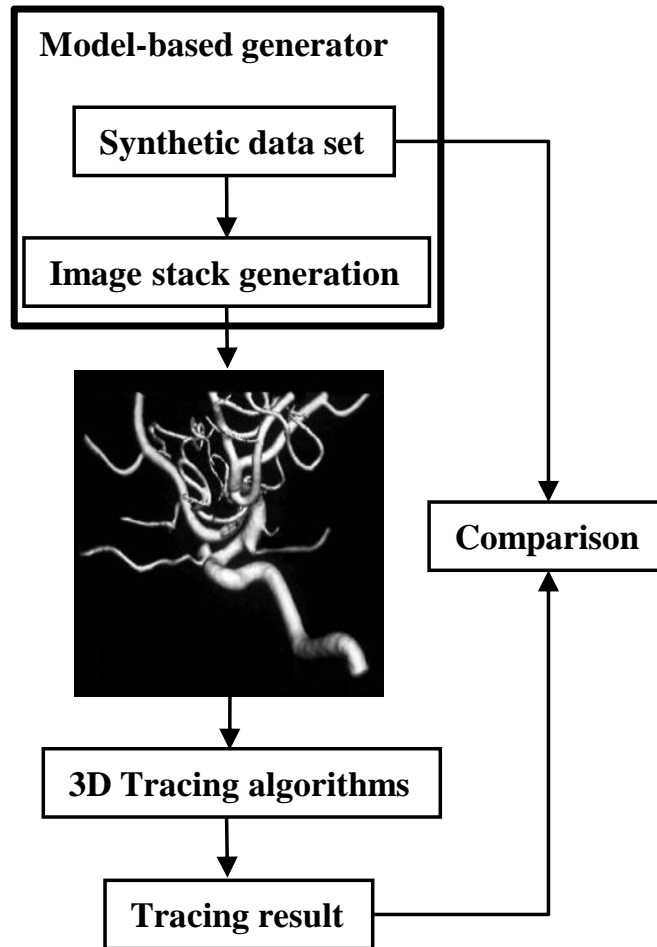 Model-based generator
Synthetic data set
Image stack generation
Comparison
3D Tracing algorithms
Tracing result